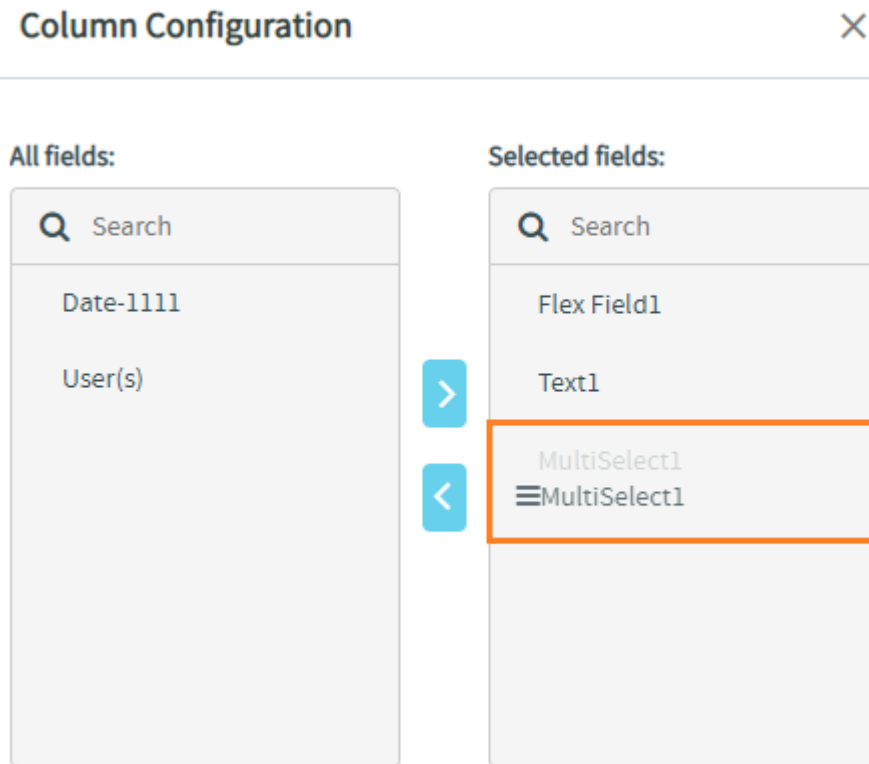 Column Configuration
All fields:
Search
Date-1111
User(s)
Selected fields:
Search
Flex Field1
Text1
MultiSelect1
MultiSelect1